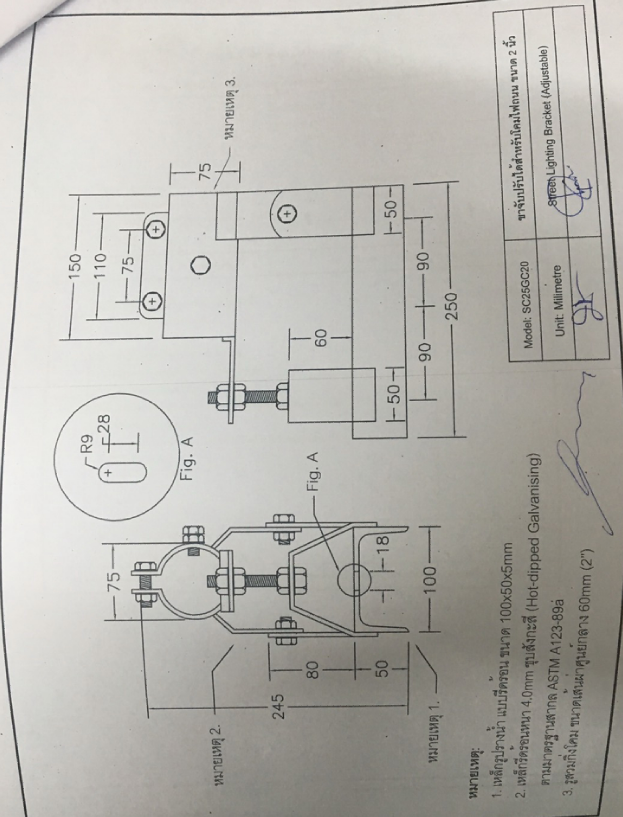 150
110
75
75
หมายเหตุ 3.
R9
28
Fig. A
60
50
50
90
90
250
75
Fig. A
18
100
245
80
50
หมายเหตุ 2.
หมายเหตุ 1.
หมายเหตุ:
1. เหล็กรูปรางน้ำ แบบรีดร้อน ขนาด 100x50x5mm
2. เหล็กรีดร้อนหนา 4.0mm ชุบสังกะสี (Hot-dipped Galvanising)
ตามมาตรฐานสากล ASTM A123-89a
3. รูสวมกิ่งโคม ขนาดเส้นผ่าศูนย์กลาง 60mm (2")
Model: SC25GC20
ขาจับปรับได้สำหรับโคมไฟถนน ขนาด 2 นิ้ว
Unit: Milimetre
Street Lighting Bracket (Adjustable)